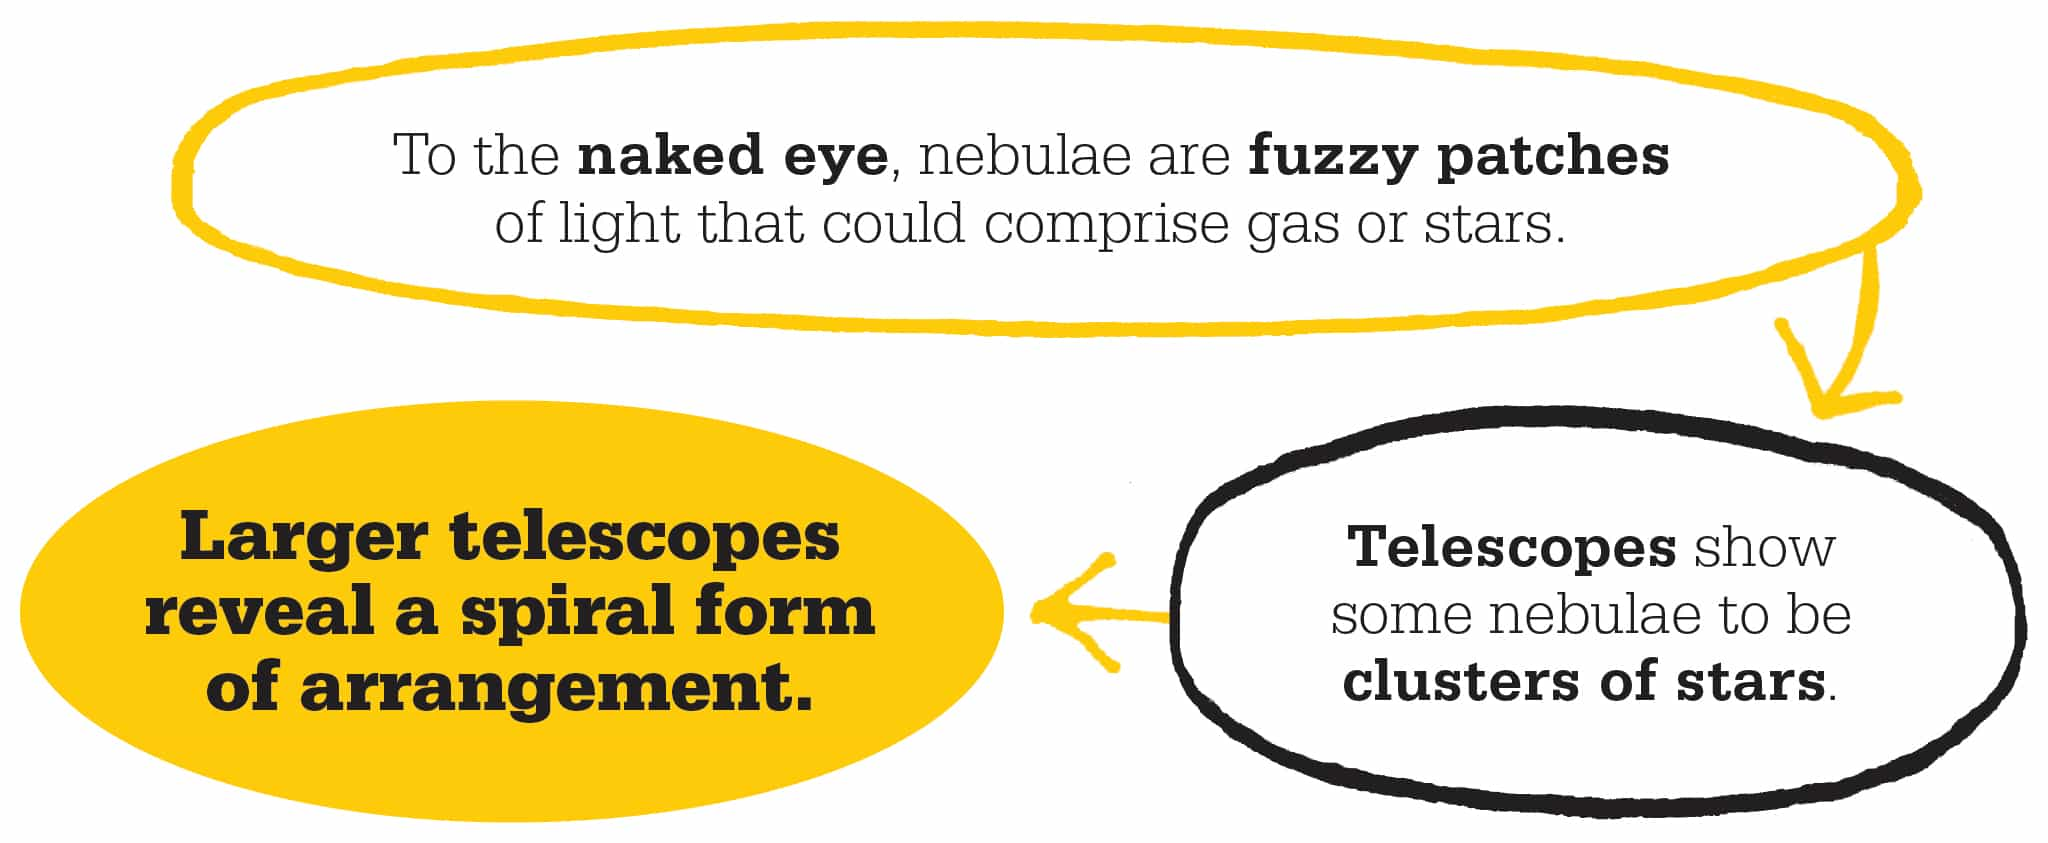 To the naked eye, nebulae are fuzzy patches
of light that could comprise gas or stars.
Telescopes show
some nebulae to be
clusters of stars.
Larger telescopes
reveal a spiral form
of arrangement.